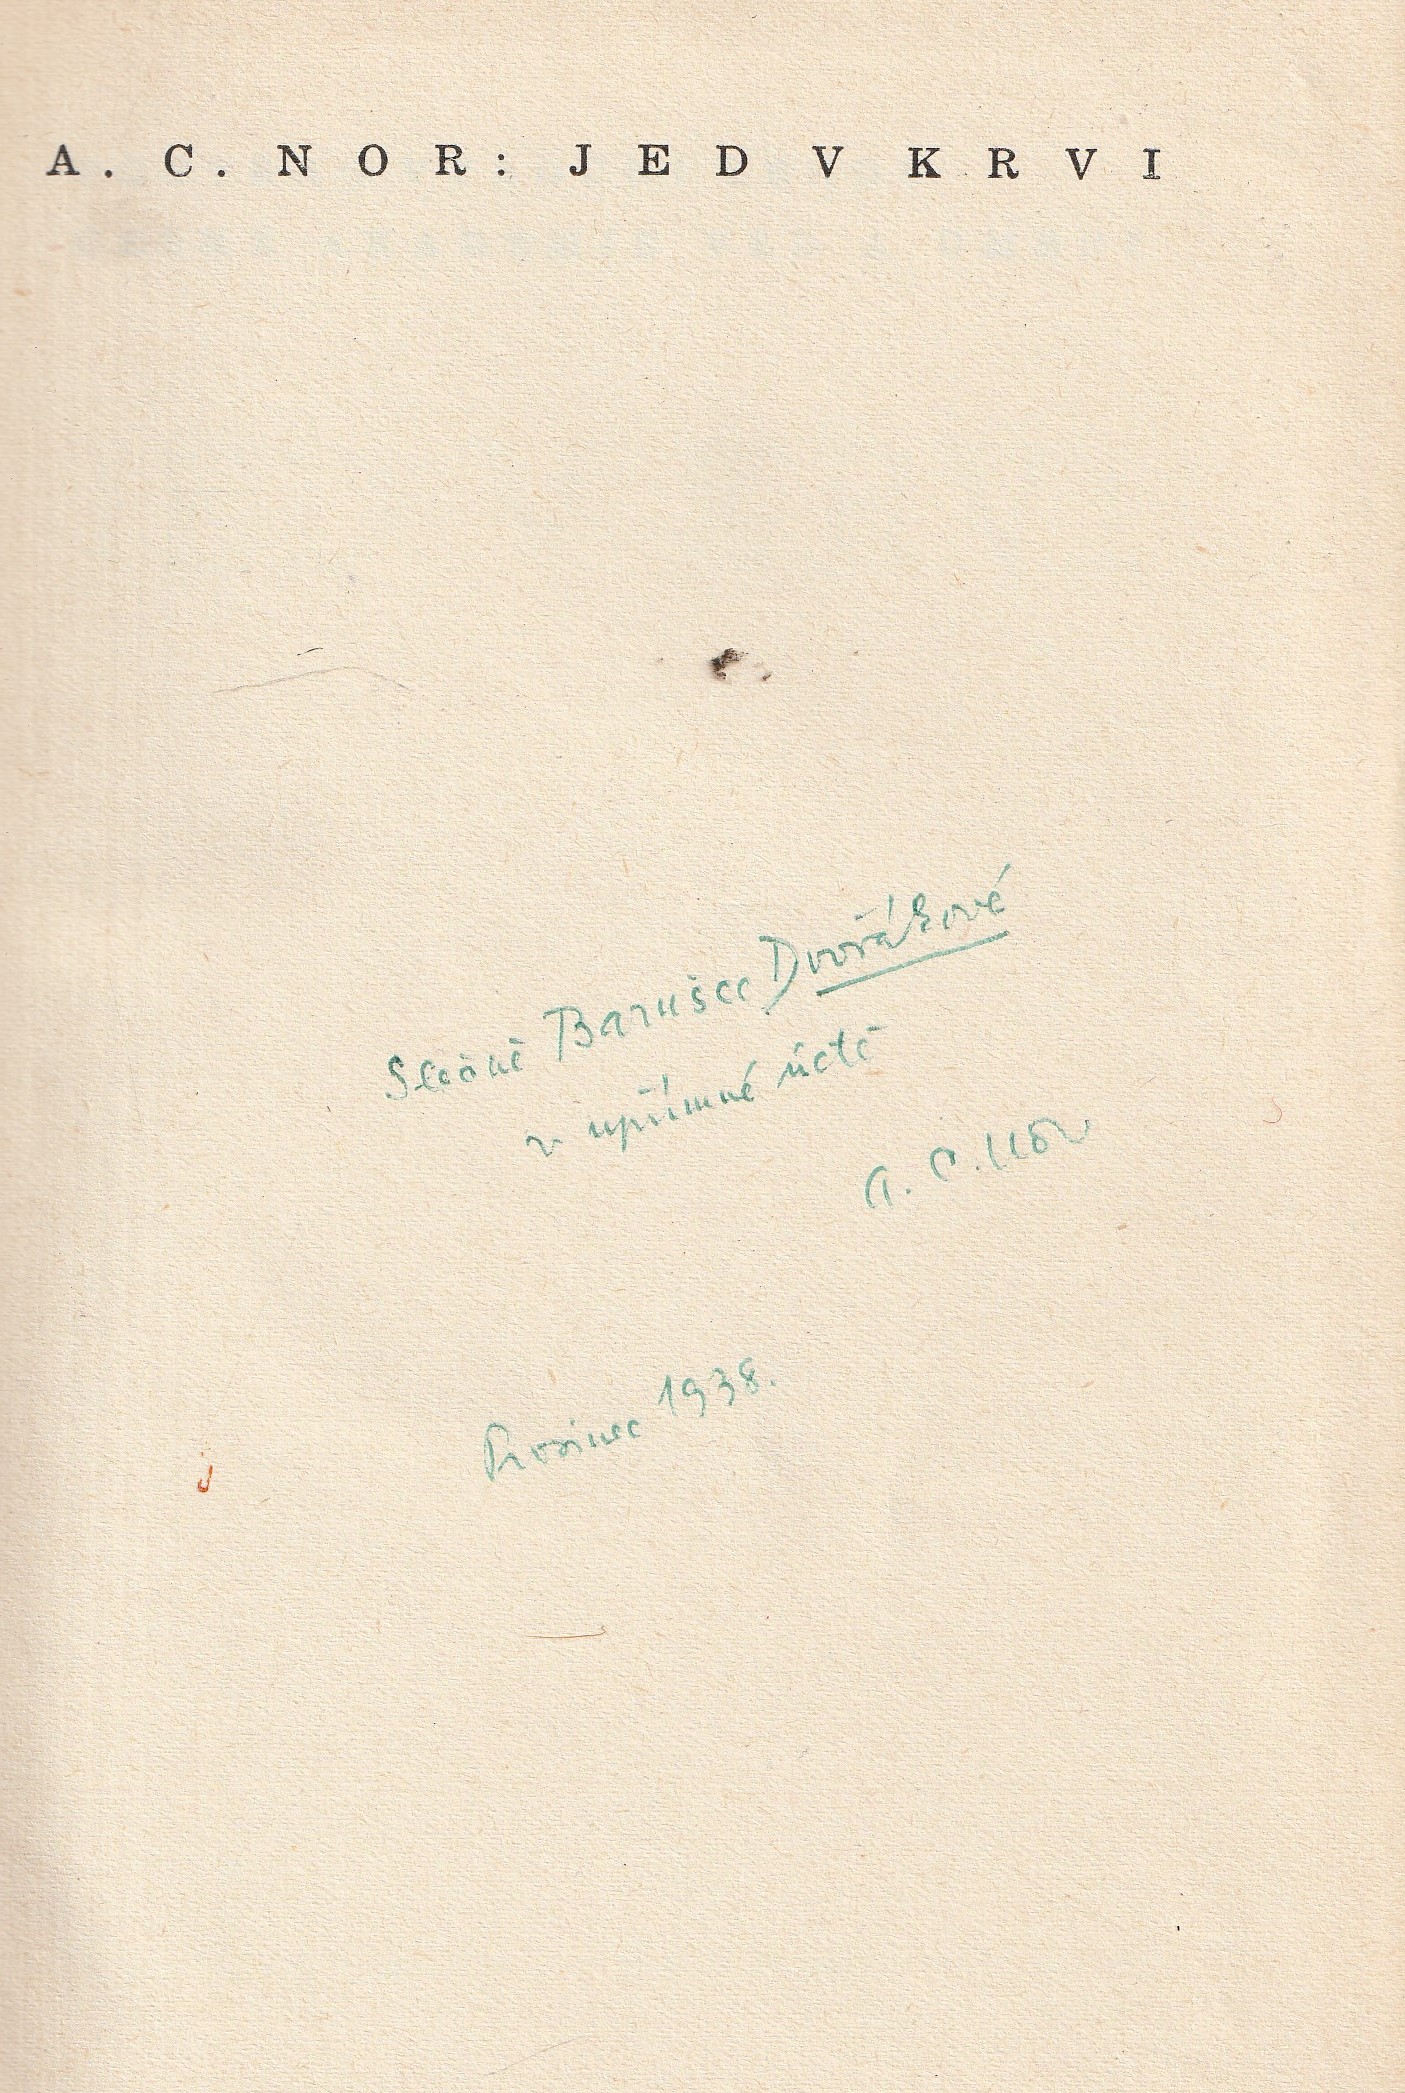 A. C. NOR: JED V KRVI
Slečně Barušce Dvořákové
v upřímné úctě
A. C. Nor
Prosinec 1938.